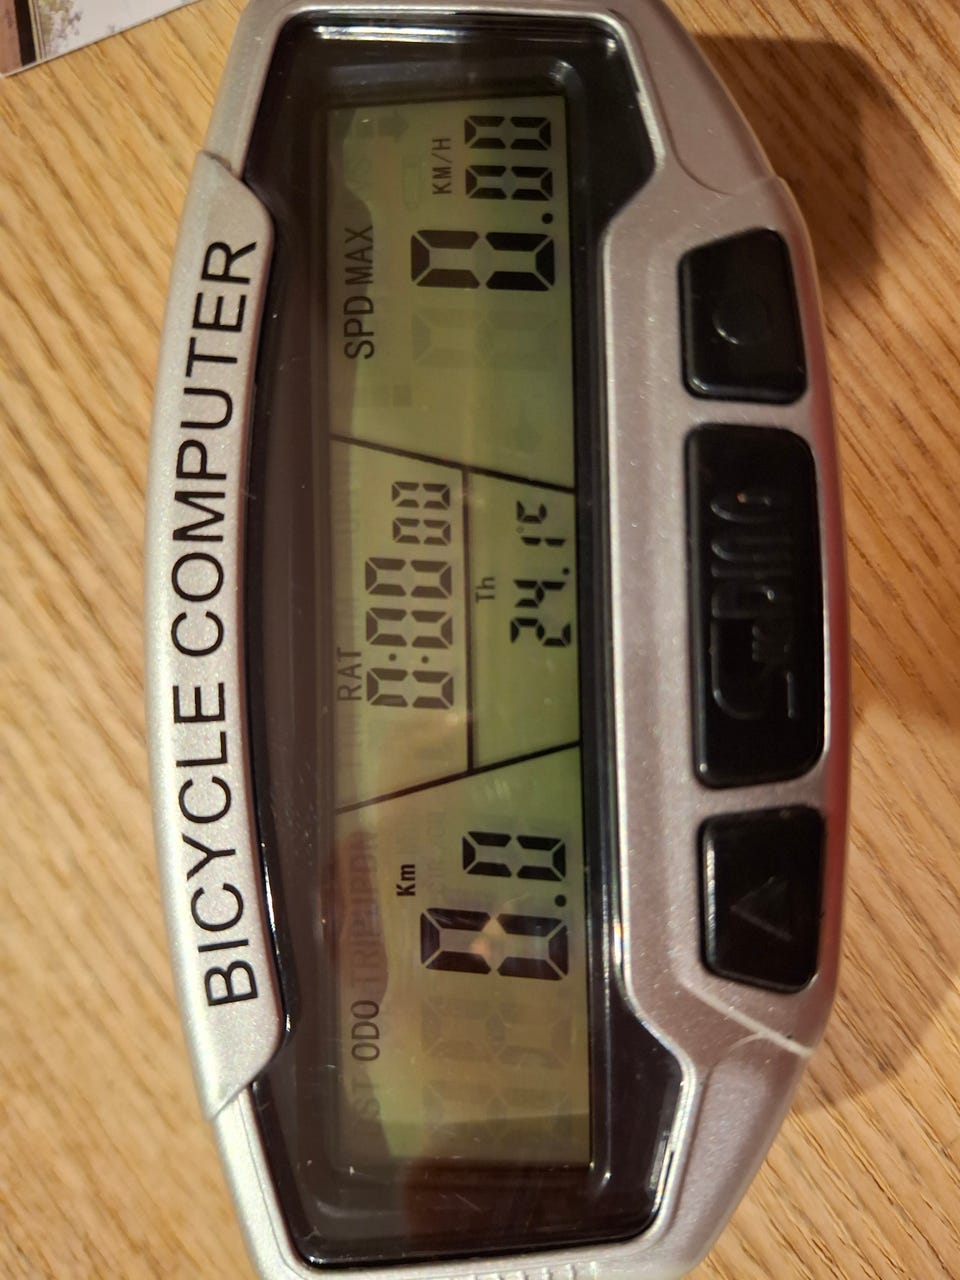 BICYCLE COMPUTER
ODO
Km
0.0
RAT
0:00 00
Th
24.1°C
SPD MAX
KM/H
0.00